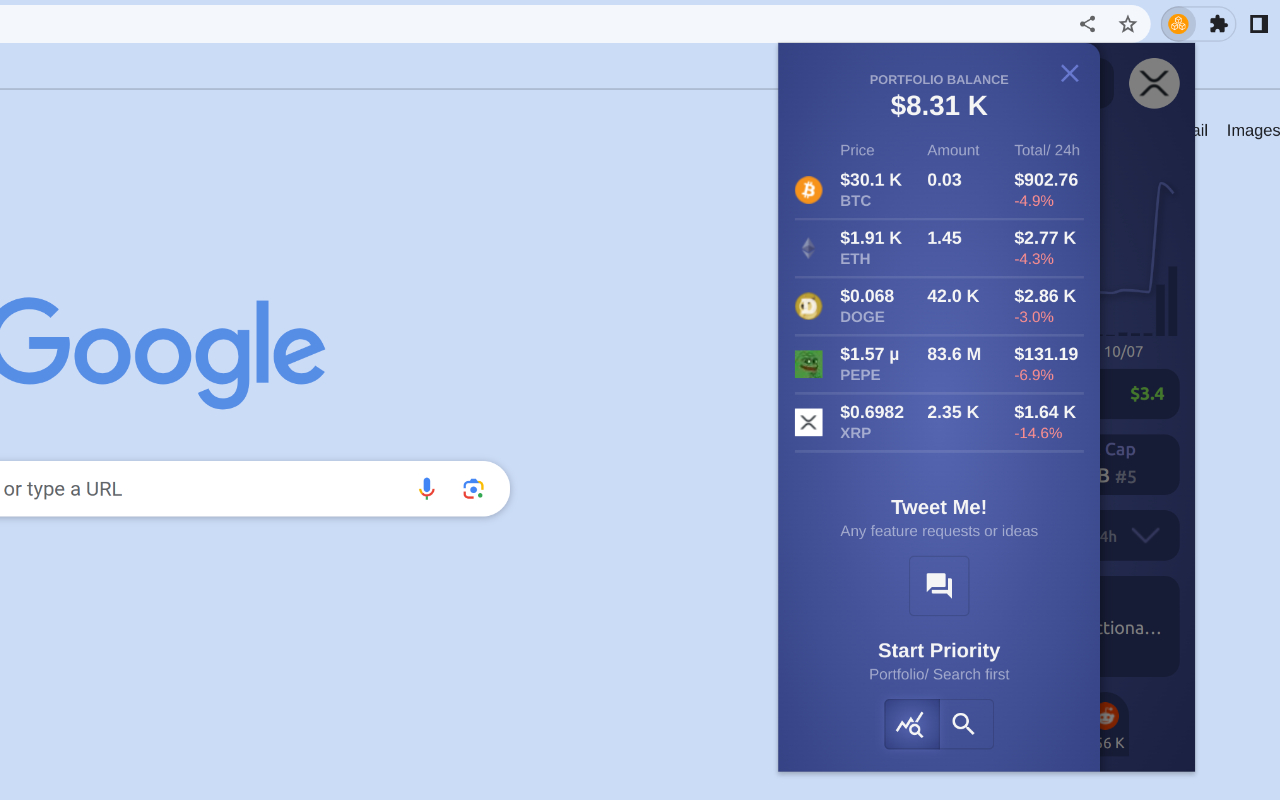 ail Images
Google
or type a URL
PORTFOLIO BALANCE
$8.31 K
Price Amount Total/ 24h
$30.1 K 0.03 $902.76
BTC -4.9%
$1.91 K 1.45 $2.77 K
ETH -4.3%
$0.068 42.0 K $2.86 K
DOGE -3.0%
$1.57 µ 83.6 M $131.19
PEPE -6.9%
$0.6982 2.35 K $1.64 K
XRP -14.6%
Tweet Me!
Any feature requests or ideas
Start Priority
Portfolio/ Search first
10/07
$3.4
Cap
B #5
4h
ctiona...
56 K